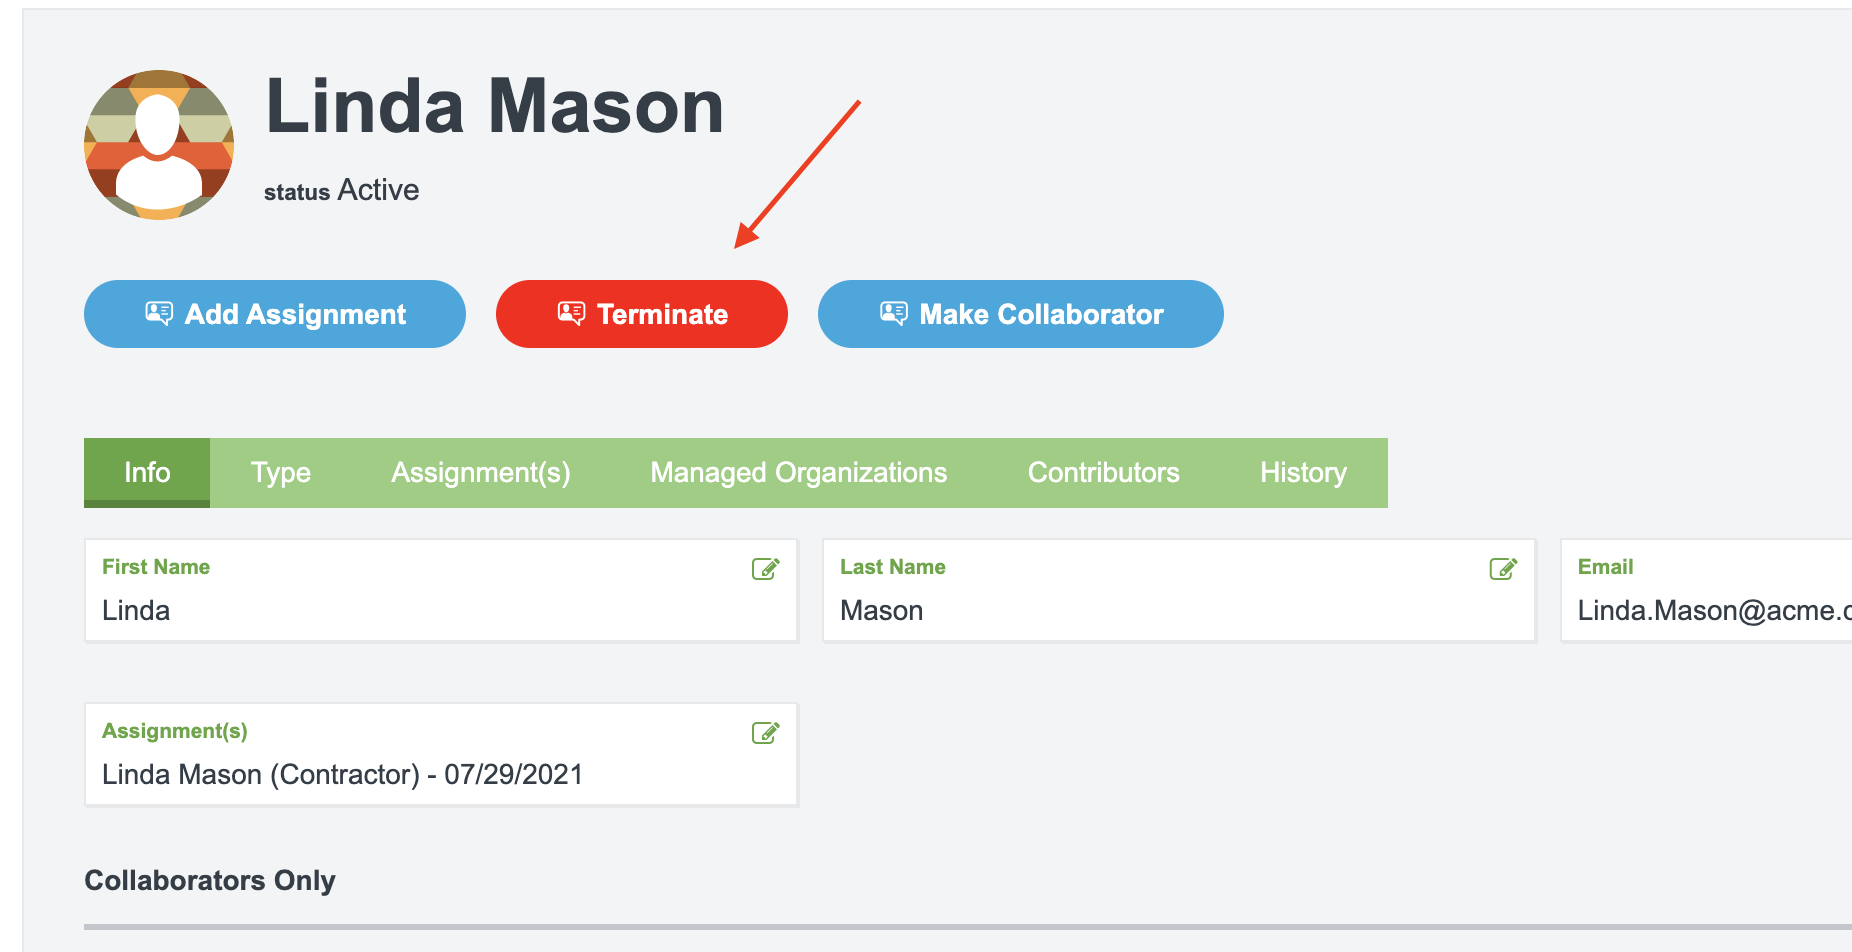 Linda Mason
status Active
Add Assignment Terminate Make Collaborator
Info Type Assignment(s) Managed Organizations Contributors History
First Name Last Name Email
Linda Mason Linda.Mason@acme.
Assignment(s)
Linda Mason (Contractor) - 07/29/2021
Collaborators Only